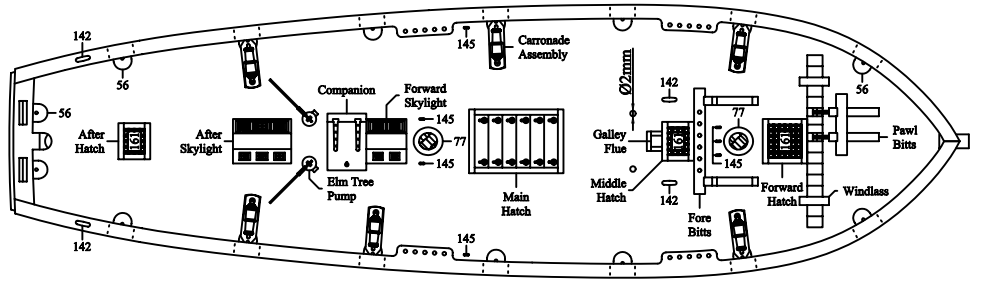 142
56
56
After
Hatch
142
After
Skylight
Companion
Elm Tree
Pump
Forward
Skylight
145
77
145
145
145
Carronade
Assembly
Main
Hatch
Ø2mm
Galley
Flue
Middle
Hatch
142
142
Fore
Bitts
77
145
Forward
Hatch
56
Pawl
Bitts
Windlass
161
161
161